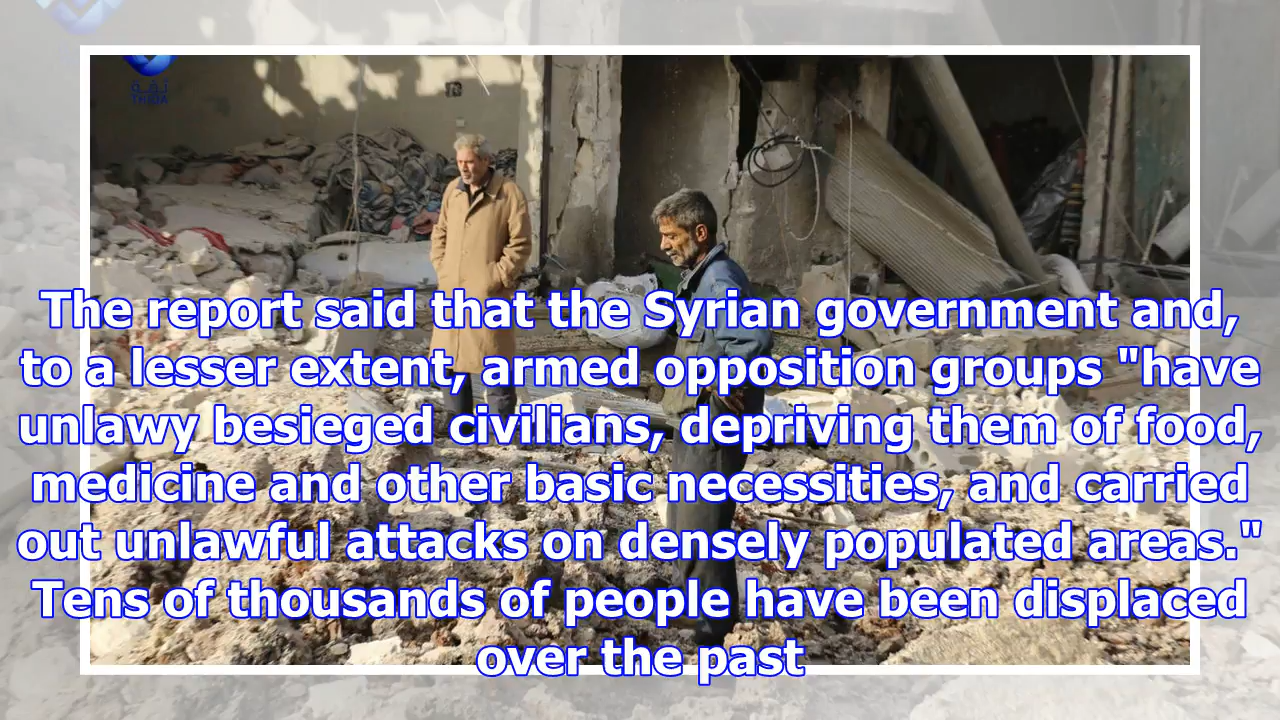 ثقة
THIQA
The report said that the Syrian government and,
to a lesser extent, armed opposition groups "have
unlawy besieged civilians, depriving them of food,
medicine and other basic necessities, and carried
out unlawful attacks on densely populated areas."
Tens of thousands of people have been displaced
over the past